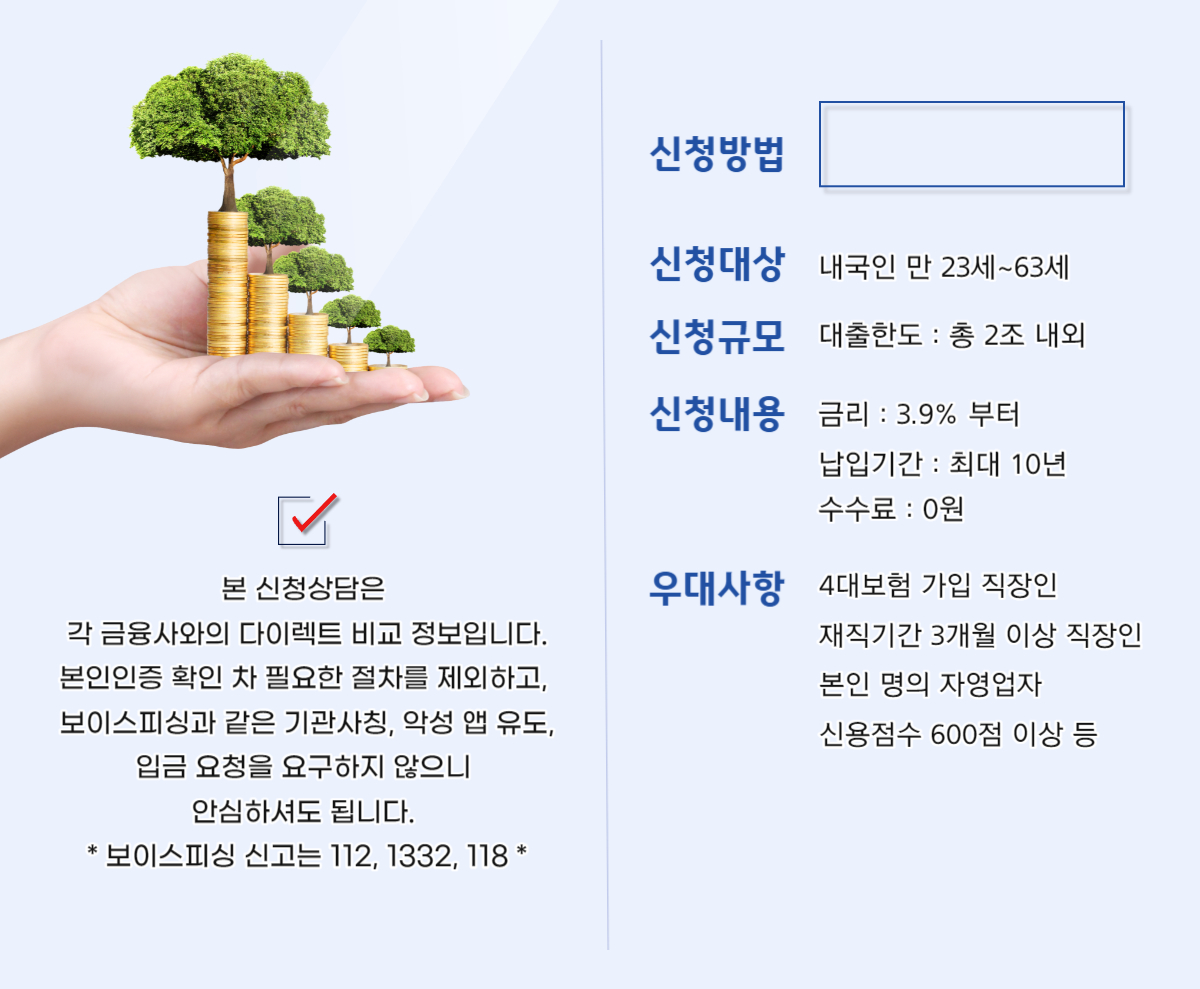 본 신청상담은
각 금융사와의 다이렉트 비교 정보입니다.
본인인증 확인 차 필요한 절차를 제외하고,
보이스피싱과 같은 기관사칭, 악성 앱 유도,
입금 요청을 요구하지 않으니
안심하셔도 됩니다.
* 보이스피싱 신고는 112, 1332, 118 *
신청방법
신청대상 내국인 만 23세~63세
신청규모 대출한도 : 총 2조 내외
신청내용 금리 : 3.9% 부터
납입기간 : 최대 10년
수수료 : 0원
우대사항 4대보험 가입 직장인
재직기간 3개월 이상 직장인
본인 명의 자영업자
신용점수 600점 이상 등